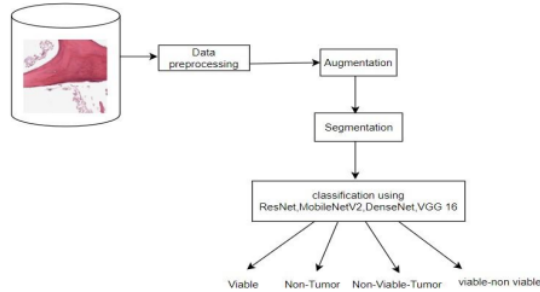 Data
preprocessing
Augmentation
Segmentation
classification using
ResNet,MobileNetV2,DenseNet,VGG 16
Viable
Non-Tumor
Non-Viable-Tumor
viable-non viable